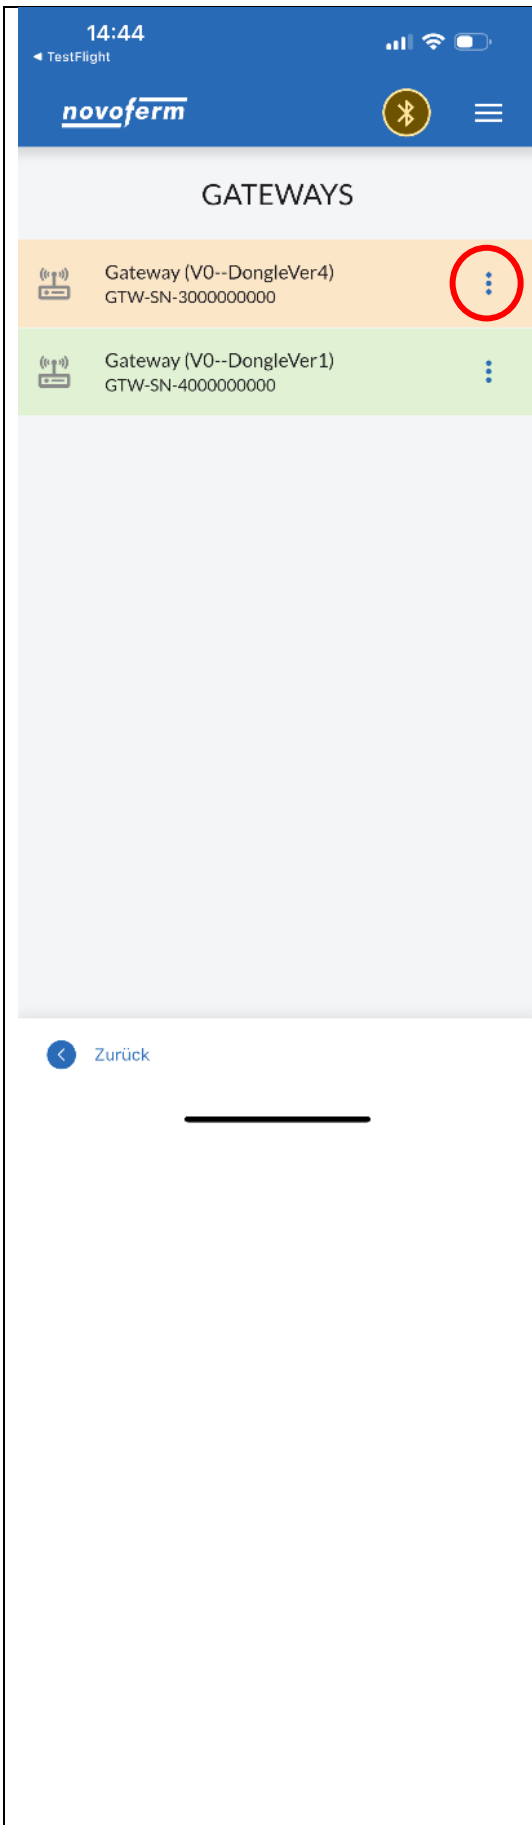 14:44
◀ TestFlight
novoferm
GATEWAYS
Gateway (V0--DongleVer4)
GTW-SN-3000000000
Gateway (V0--DongleVer1)
GTW-SN-4000000000
Zurück